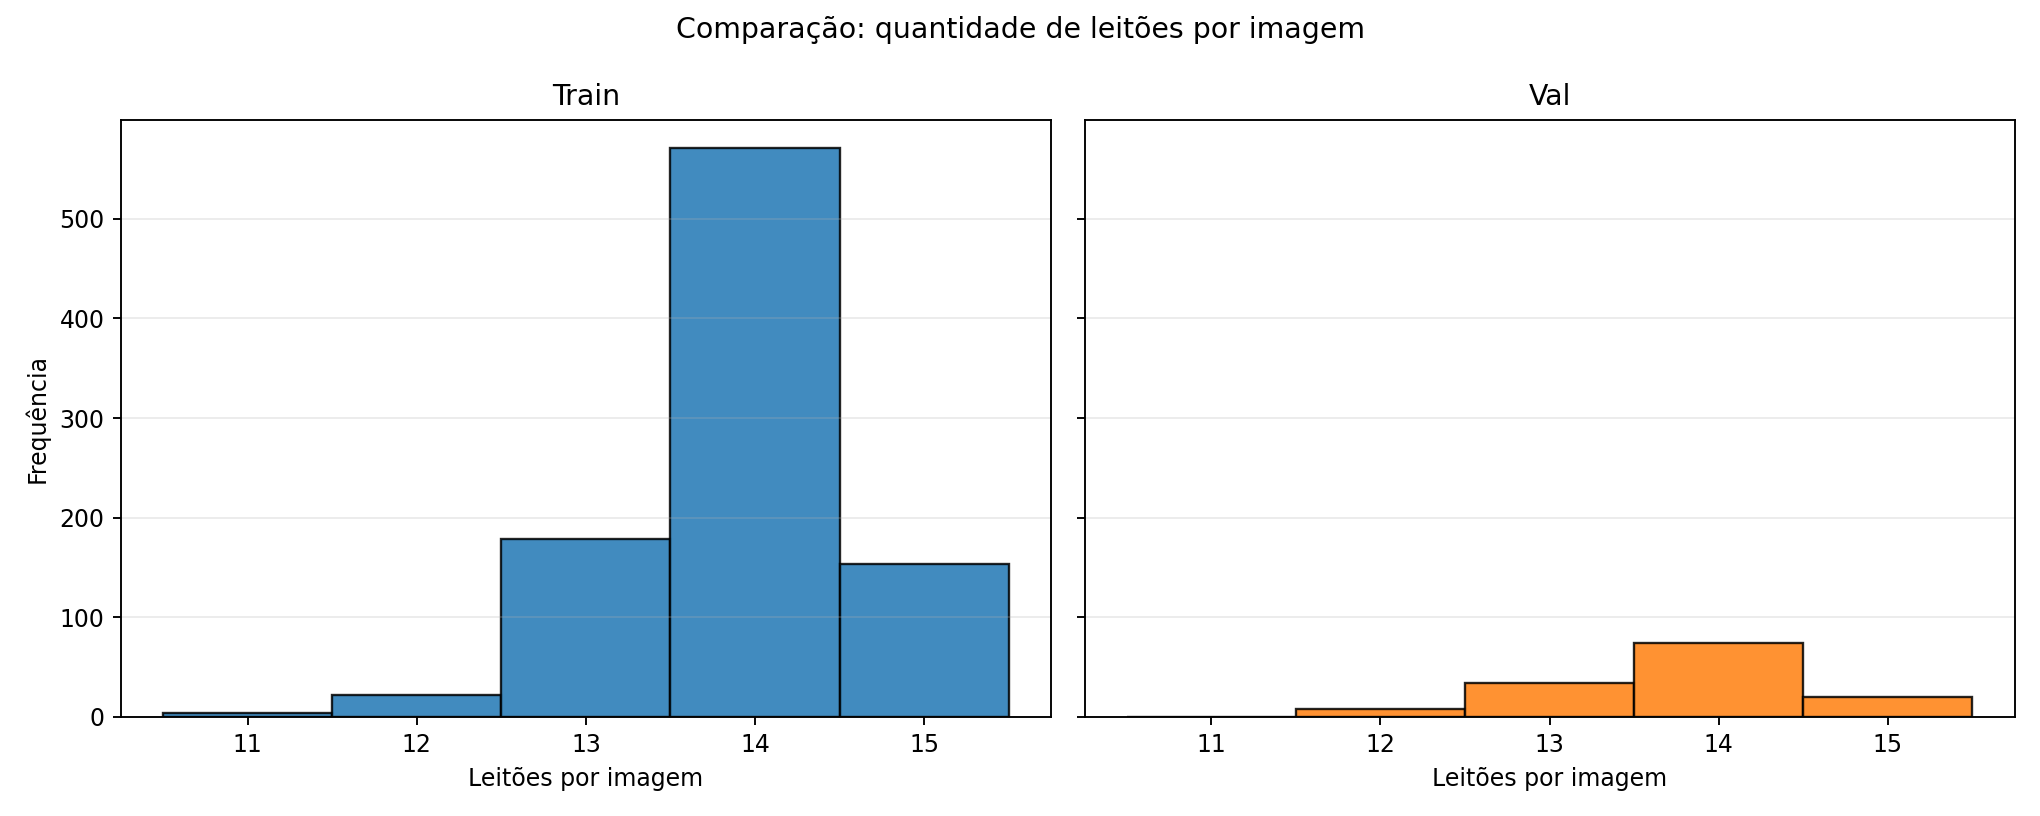 Comparação: quantidade de leitões por imagem
Train
Val
Frequência
500
400
300
200
100
0
11 12 13 14 15
11 12 13 14 15
Leitões por imagem
Leitões por imagem